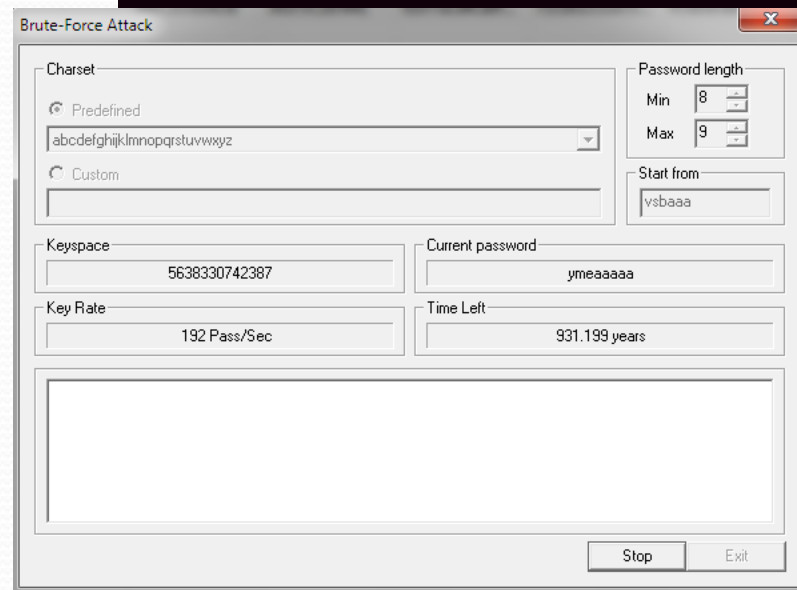 Brute-Force Attack
x
Charset
Predefined
abcdefghijklmnopqrstuvwxyz
Custom
Password length
Min 8
Max 9
Start from
vsbaaa
Keyspace
5638330742387
Current password
ymeaaaaa
Key Rate
192 Pass/Sec
Time Left
931.199 years
Stop
Exit